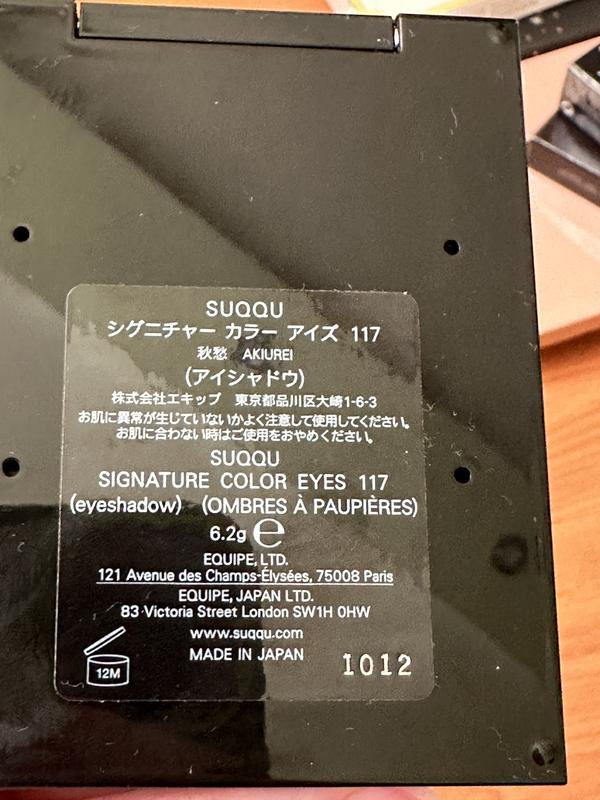 SUQQU
シグニチャー カラー アイズ 117
秋愁 AKIUREI
(アイシャドウ)
株式会社エキップ 東京都品川区大崎1-6-3
お肌に異常が生じていないかよく注意して使用してください。
お肌に合わない時はご使用をおやめください。
SUQQU
SIGNATURE COLOR EYES 117
(eyeshadow) (OMBRES À PAUPIÈRES)
6.2g ℮
EQUIPE, LTD.
121 Avenue des Champs-Élysées, 75008 Paris
EQUIPE, JAPAN LTD.
83 Victoria Street London SW1H 0HW
www.suqqu.com
MADE IN JAPAN
12M
1012